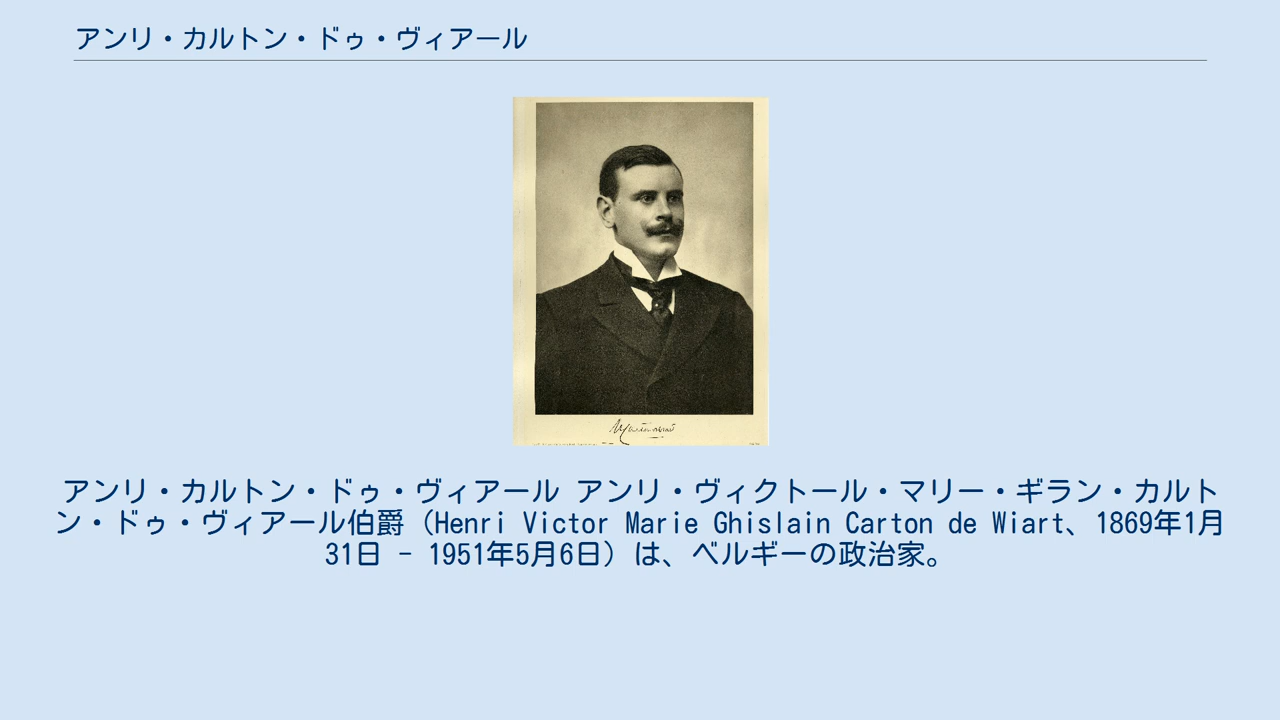 アンリ・カルトン・ドゥ・ヴィアール
アンリ・カルトン・ドゥ・ヴィアール アンリ・ヴィクトール・マリー・ギラン・カルト
ン・ドゥ・ヴィアール伯爵（Henri Victor Marie Ghislain Carton de Wiart、1869年1月
31日 - 1951年5月6日）は、ベルギーの政治家。